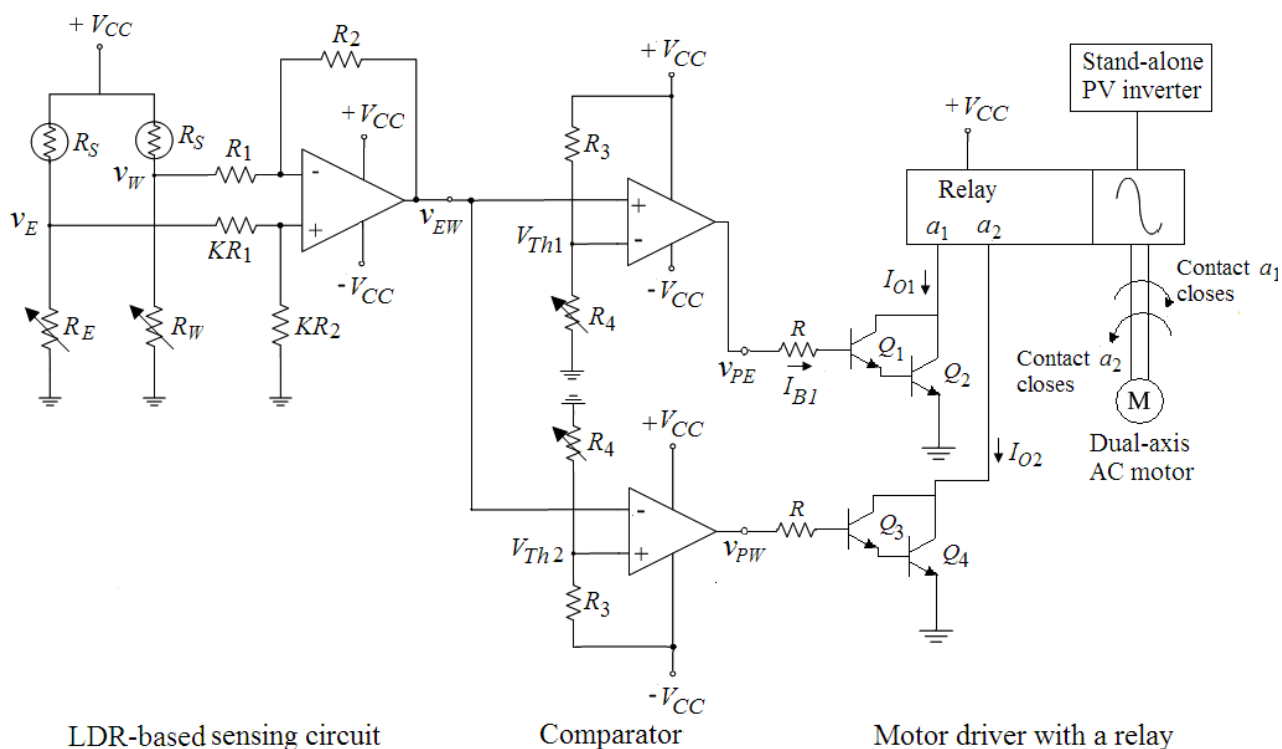 + VCC
RS
RS
vW
vE
R1
KR1
R2
+ VCC
-
+
- VCC
vEW
RE
RW
KR2
+ VCC
R3
VTh1
+
-
- VCC
R4
R4
+ VCC
VTh2
-
+
R3
- VCC
vPE
R
IB1
Q1
Q2
vPW
R
Q3
Q4
IO1
IO2
+ VCC
Relay
a1 a2
Stand-alone
PV inverter
Contact a1
closes
Contact a2
closes
M
Dual-axis
AC motor
LDR-based sensing circuit
Comparator
Motor driver with a relay